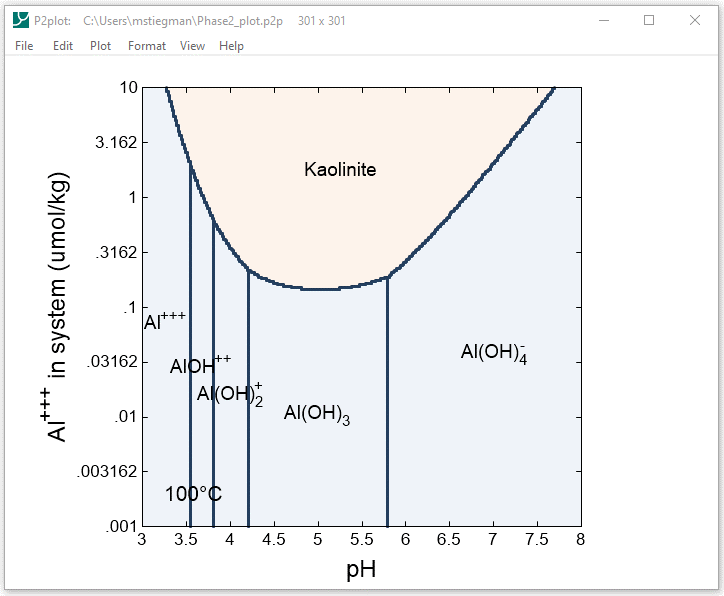 P2plot: C:\Users\mstiegman\Phase2_plot.p2p 301 x 301
File Edit Plot Format View Help
10
3.162
1
.3162
.1
.03162
.01
.003162
.001
Al+++ in system (umol/kg)
Kaolinite
Al+++
AlOH++
Al(OH)2+
Al(OH)3
Al(OH)4-
100°C
3 3.5 4 4.5 5 5.5 6 6.5 7 7.5 8
pH